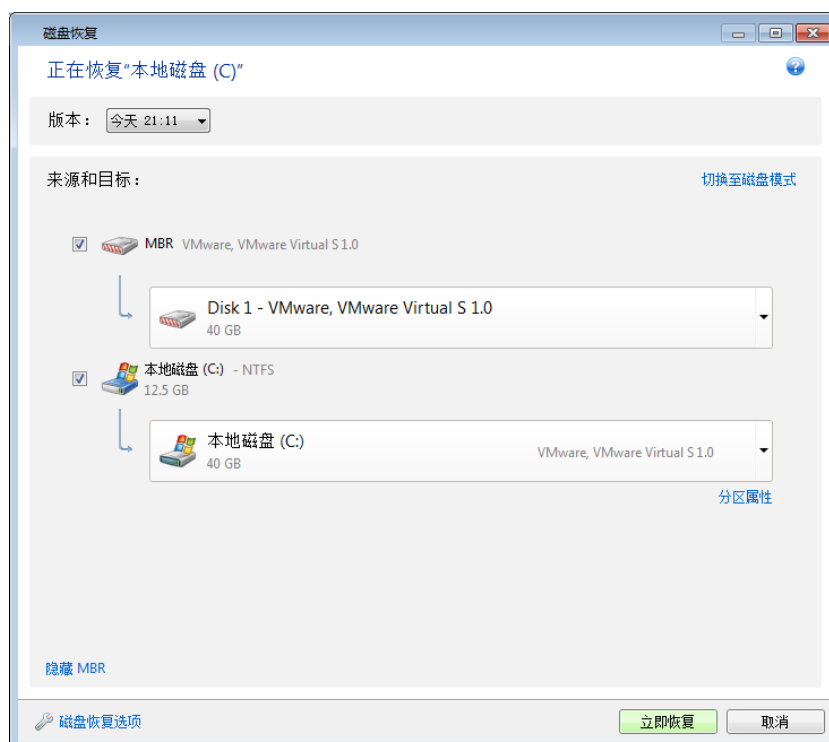 磁盘恢复
正在恢复“本地磁盘 (C)”
版本： 今天 21:11
来源和目标： 切换至磁盘模式
MBR VMware, VMware Virtual S 1.0
Disk 1 - VMware, VMware Virtual S 1.0
40 GB
本地磁盘 (C:) - NTFS
12.5 GB
本地磁盘 (C:) VMware, VMware Virtual S 1.0
40 GB
分区属性
隐藏 MBR
磁盘恢复选项 立即恢复 取消